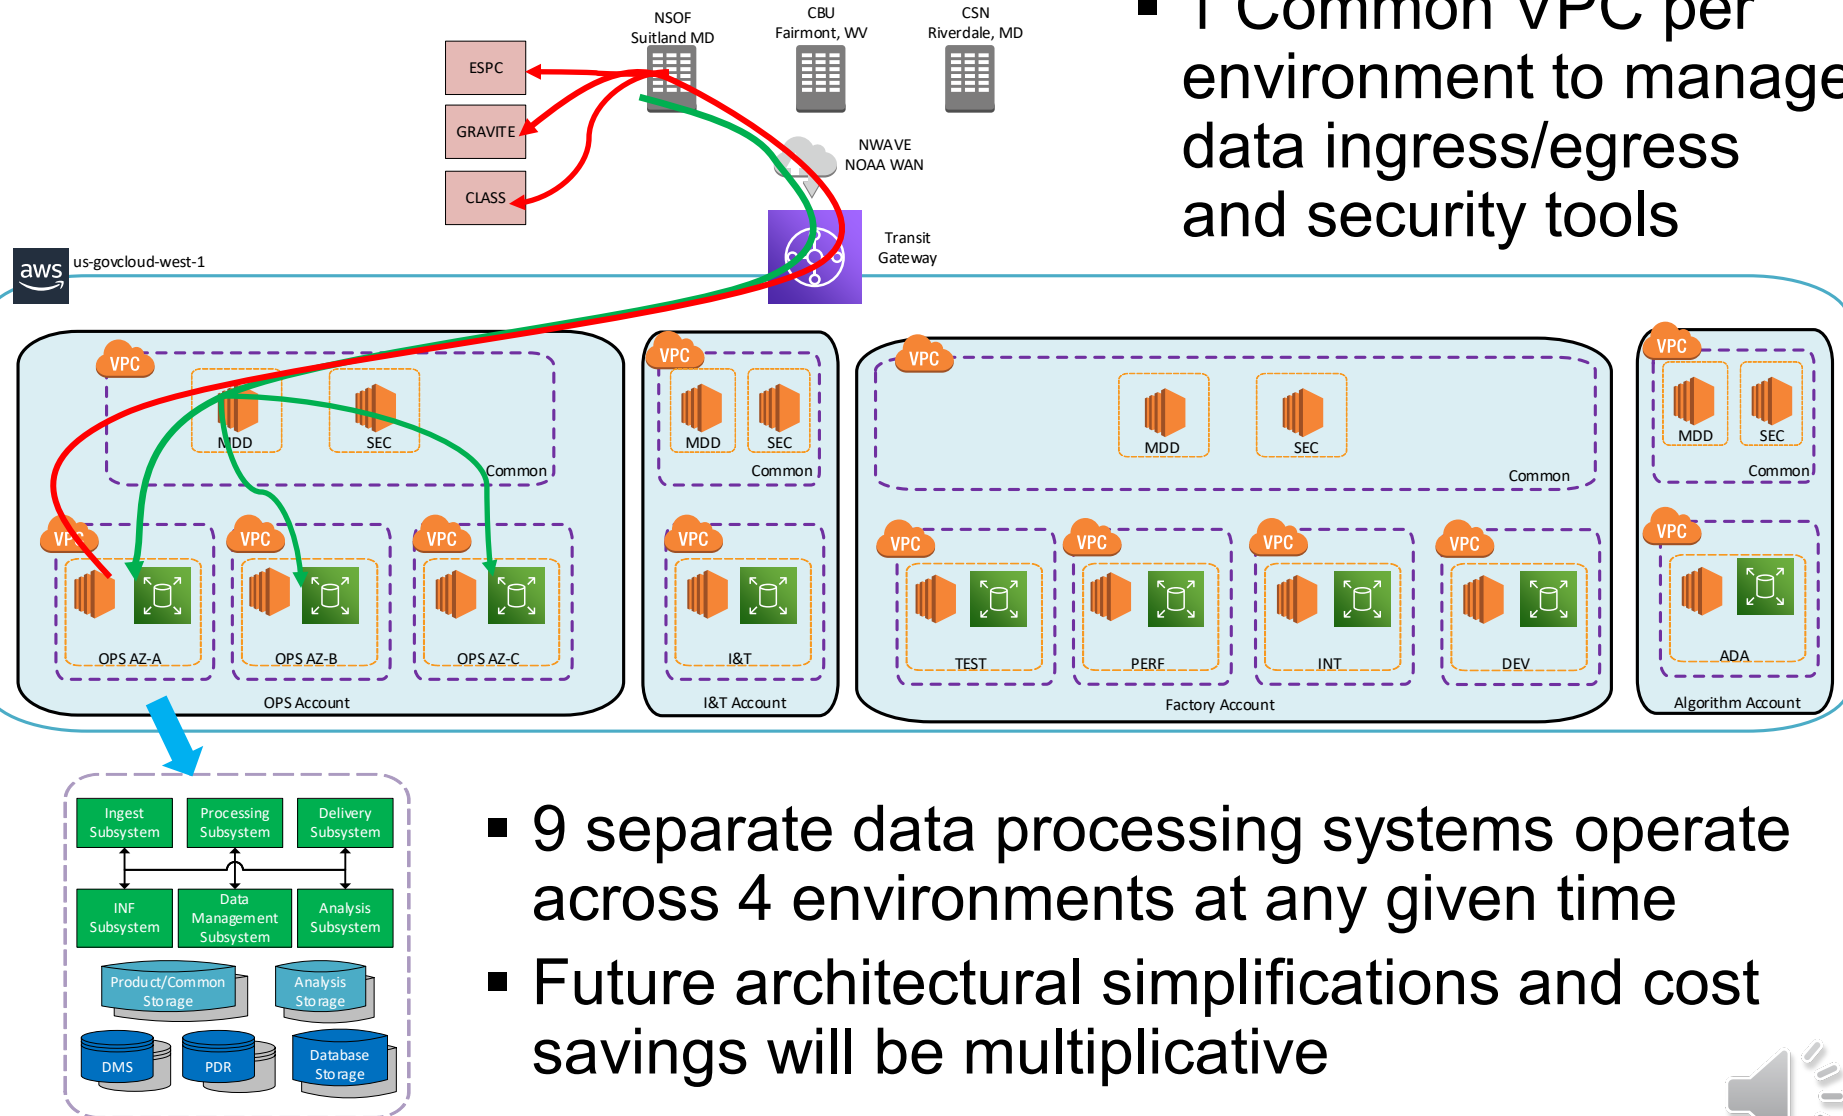 NSOF
Suitland MD
CBU
Fairmont, WV
CSN
Riverdale, MD
▪ 1 Common VPC per
environment to manage
data ingress/egress
and security tools
ESPC
GRAVITE
CLASS
NWAVE
NOAA WAN
Transit
Gateway
aws
us-govcloud-west-1
VPC
MDD
SEC
Common
VPC
OPS AZ-A
VPC
OPS AZ-B
VPC
OPS AZ-C
OPS Account
VPC
MDD
SEC
Common
VPC
I&T
I&T Account
VPC
MDD
SEC
Common
VPC
TEST
VPC
PERF
VPC
INT
VPC
DEV
Factory Account
VPC
MDD
SEC
Common
VPC
ADA
Algorithm Account
Ingest
Subsystem
Processing
Subsystem
Delivery
Subsystem
INF
Subsystem
Data
Management
Subsystem
Analysis
Subsystem
Product/Common
Storage
Analysis
Storage
DMS
PDR
Database
Storage
▪ 9 separate data processing systems operate
across 4 environments at any given time
▪ Future architectural simplifications and cost
savings will be multiplicative